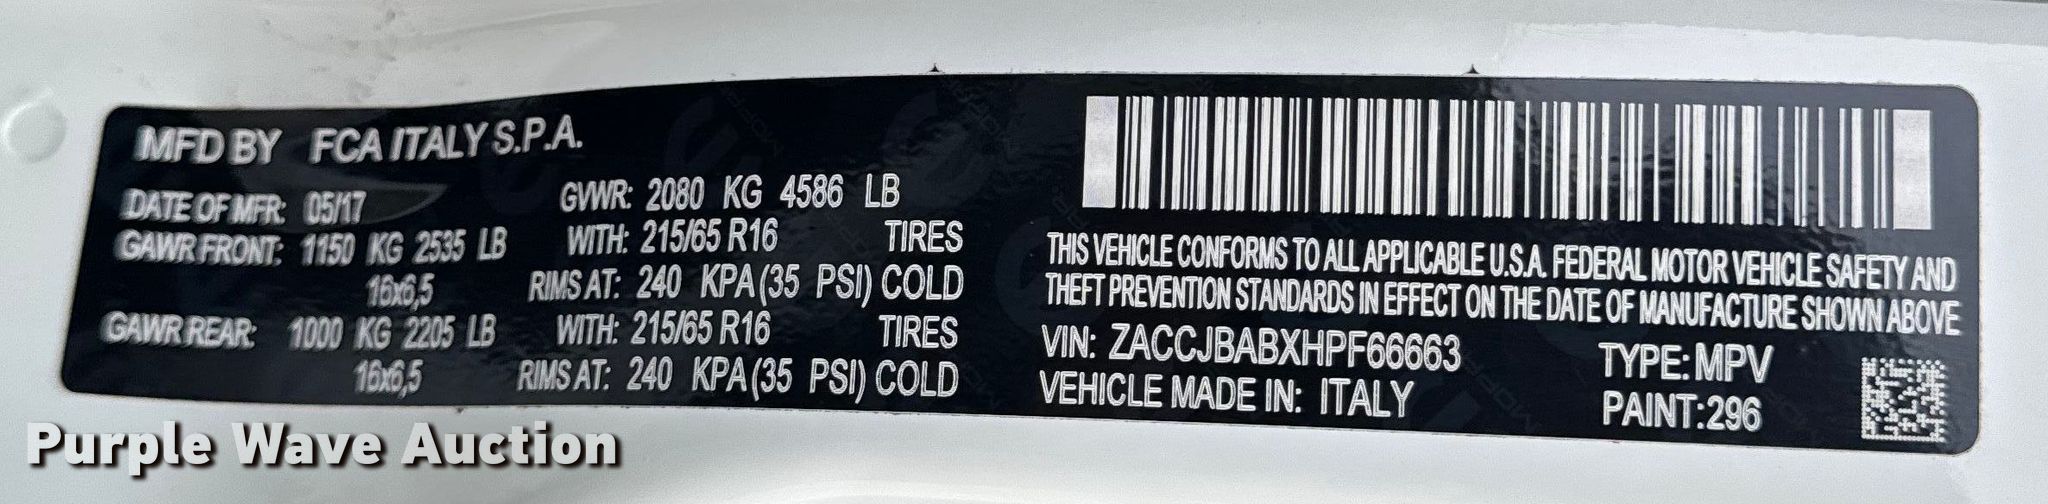 MFD BY FCA ITALY S.P.A.
DATE OF MFR: 05/17 GVWR: 2080 KG 4586 LB
GAWR FRONT: 1150 KG 2535 LB WITH: 215/65 R16 TIRES
16x6,5 RIMS AT: 240 KPA (35 PSI) COLD
GAWR REAR: 1000 KG 2205 LB WITH: 215/65 R16 TIRES
16x6,5 RIMS AT: 240 KPA (35 PSI) COLD
THIS VEHICLE CONFORMS TO ALL APPLICABLE U.S.A. FEDERAL MOTOR VEHICLE SAFETY AND
THEFT PREVENTION STANDARDS IN EFFECT ON THE DATE OF MANUFACTURE SHOWN ABOVE
VIN: ZACCJBABXHPF66663 TYPE: MPV
VEHICLE MADE IN: ITALY PAINT: 296
Purple Wave Auction